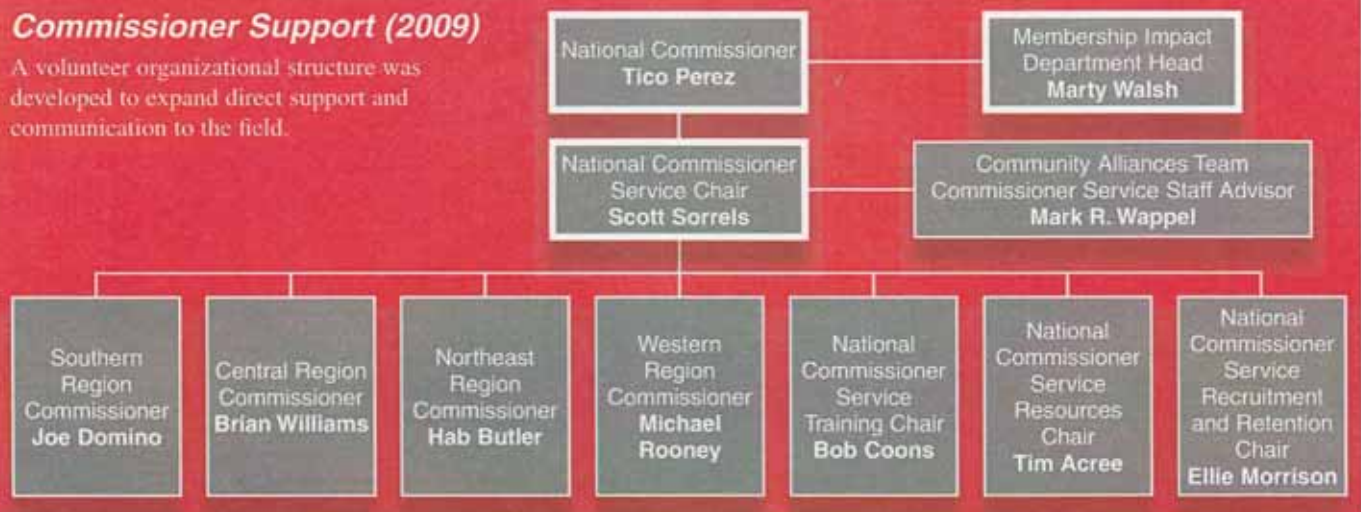 Commissioner Support (2009)
A volunteer organizational structure was
developed to expand direct support and
communication to the field.
National Commissioner
Tico Perez
Membership Impact
Department Head
Marty Walsh
National Commissioner
Service Chair
Scott Sorrels
Community Alliances Team
Commissioner Service Staff Advisor
Mark R. Wappel
Southern
Region
Commissioner
Joe Domino
Central Region
Commissioner
Brian Williams
Northeast
Region
Commissioner
Hab Butler
Western
Region
Commissioner
Michael
Rooney
National
Commissioner
Service
Training Chair
Bob Coons
National
Commissioner
Service
Resources
Chair
Tim Acree
National
Commissioner
Service
Recruitment
and Retention
Chair
Ellie Morrison